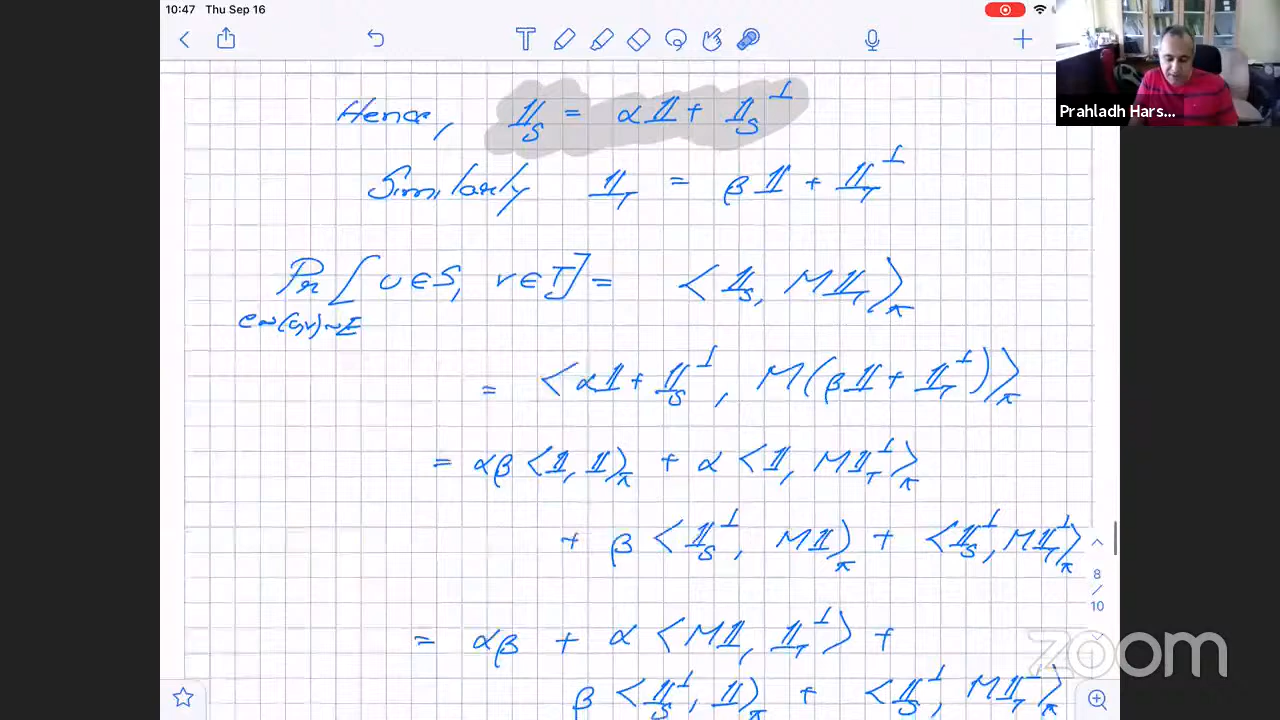 10:47 Thu Sep 16
Prahladh Hars...
Hence, 𝟙_S = α𝟙 + 𝟙_S^⊥
Similarly 𝟙_T = β𝟙 + 𝟙_T^⊥
Pr [ u ∈ S, v ∈ T ] = ⟨ 𝟙_S, M𝟙_T ⟩_π
e~(u,v)~E
= ⟨ α𝟙 + 𝟙_S^⊥, M(β𝟙 + 𝟙_T^⊥) ⟩_π
= αβ ⟨𝟙, 𝟙⟩_π + α ⟨𝟙, M𝟙_T^⊥⟩_π
+ β ⟨𝟙_S^⊥, M𝟙⟩_π + ⟨𝟙_S^⊥, M𝟙_T^⊥⟩_π
8
/
10
= αβ + α ⟨M𝟙, 𝟙_T^⊥⟩ +
β ⟨𝟙_S^⊥, 𝟙⟩_π + ⟨𝟙_S^⊥, M𝟙_T^⊥⟩_π
zoom